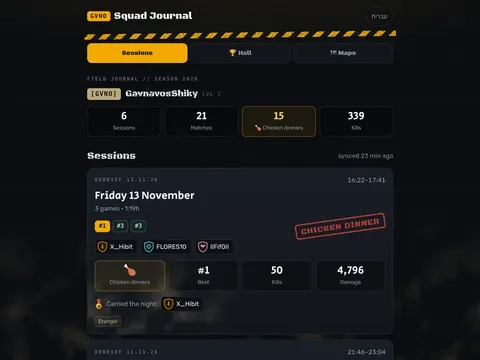 GVNO Squad Journal עברית
Sessions 🏆 Hall 🗺 Maps
FIELD JOURNAL // SEASON 2026
[GVNO] GavnavosShiky LVL 7
6 21 15 339
Sessions Matches 🍗 Chicken dinners Kills
Sessions synced 23 min ago
DEBRIEF 13.11.26 16:22–17:41
Friday 13 November
3 games · 1:19h
#1 #3 #3
CHICKEN DINNER
X_Hibit FLORES10 IIFif0II
🍗 #1 50 4,796
Chicken dinners Best Kills Damage
Carried the night: X_Hibit
Erangel
DEBRIEF 11.11.26 21:46–23:04